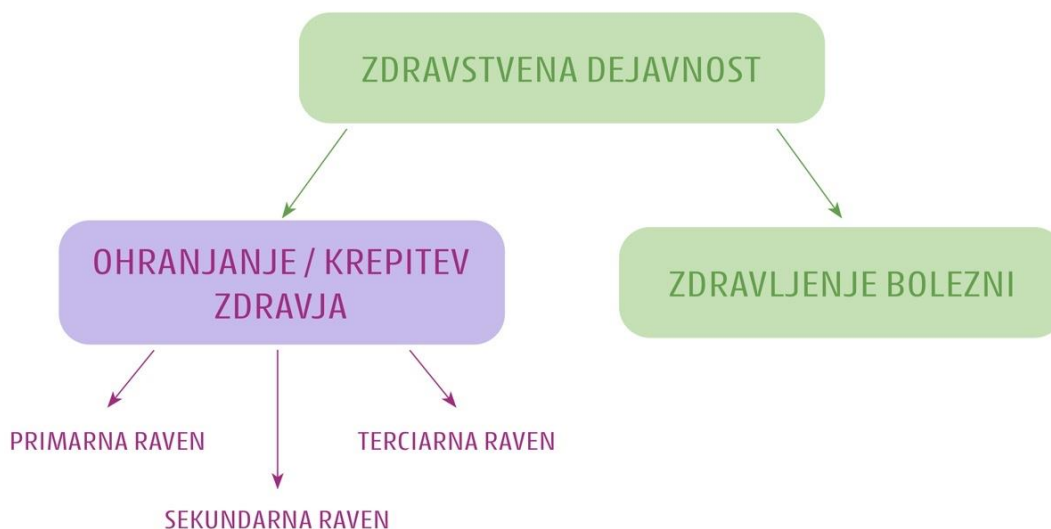 ZDRAVSTVENA DEJAVNOST
OHRANJANJE / KREPITEV
ZDRAVJA
ZDRAVLJENJE BOLEZNI
PRIMARNA RAVEN
TERCIARNA RAVEN
SEKUNDARNA RAVEN